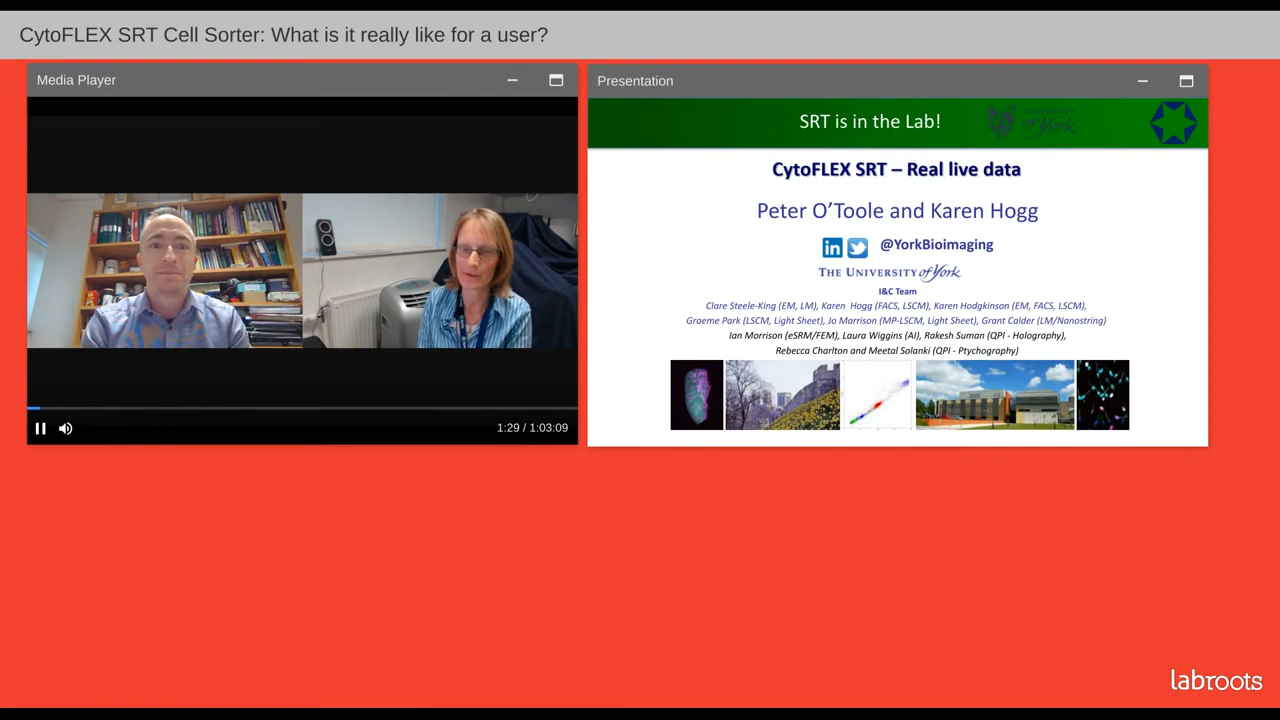 CytoFLEX SRT Cell Sorter: What is it really like for a user?
Media Player
1:29 / 1:03:09
Presentation
SRT is in the Lab!
UNIVERSITY
of York
CytoFLEX SRT – Real live data
Peter O'Toole and Karen Hogg
in @YorkBioimaging
THE UNIVERSITY of York
I&C Team
Clare Steele-King (EM, LM), Karen Hogg (FACS, LSCM), Karen Hodgkinson (EM, FACS, LSCM),
Graeme Park (LSCM, Light Sheet), Jo Marrison (MP-LSCM, Light Sheet), Grant Calder (LM/Nanostring)
Ian Morrison (eSRM/FEM), Laura Wiggins (AI), Rakesh Suman (QPI - Holography),
Rebecca Charlton and Meetal Solanki (QPI - Ptychography)
labroots